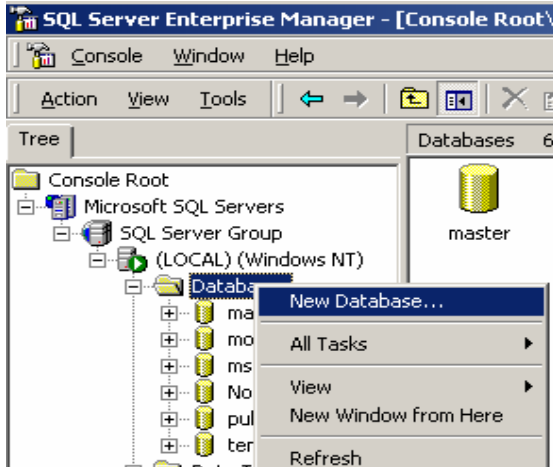 SQL Server Enterprise Manager - [Console Root\
Console Window Help
Action View Tools
Tree
Databases 6
Console Root
Microsoft SQL Servers
SQL Server Group
(LOCAL) (Windows NT)
master
New Database...
All Tasks
View
New Window from Here
Refresh